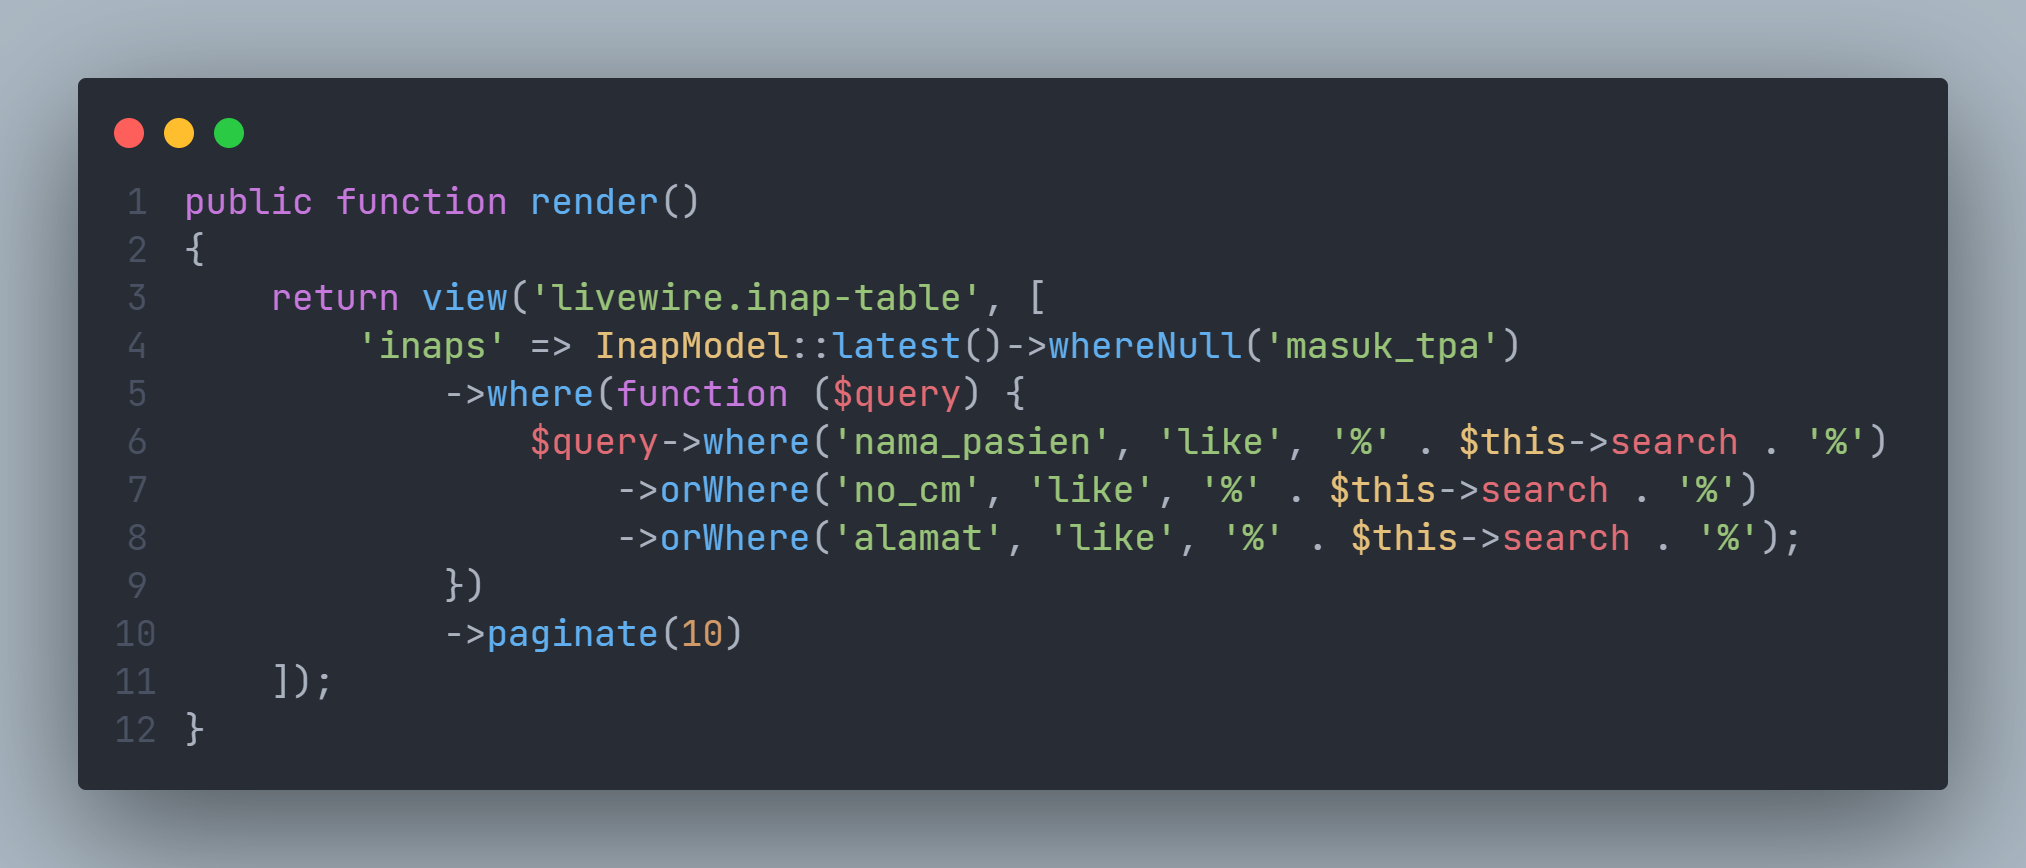 1 public function render()
2 {
3     return view('livewire.inap-table', [
4         'inaps' => InapModel::latest()->whereNull('masuk_tpa')
5             ->where(function ($query) {
6                 $query->where('nama_pasien', 'like', '%' . $this->search . '%')
7                     ->orWhere('no_cm', 'like', '%' . $this->search . '%')
8                     ->orWhere('alamat', 'like', '%' . $this->search . '%');
9             })
10             ->paginate(10)
11     ]);
12 }